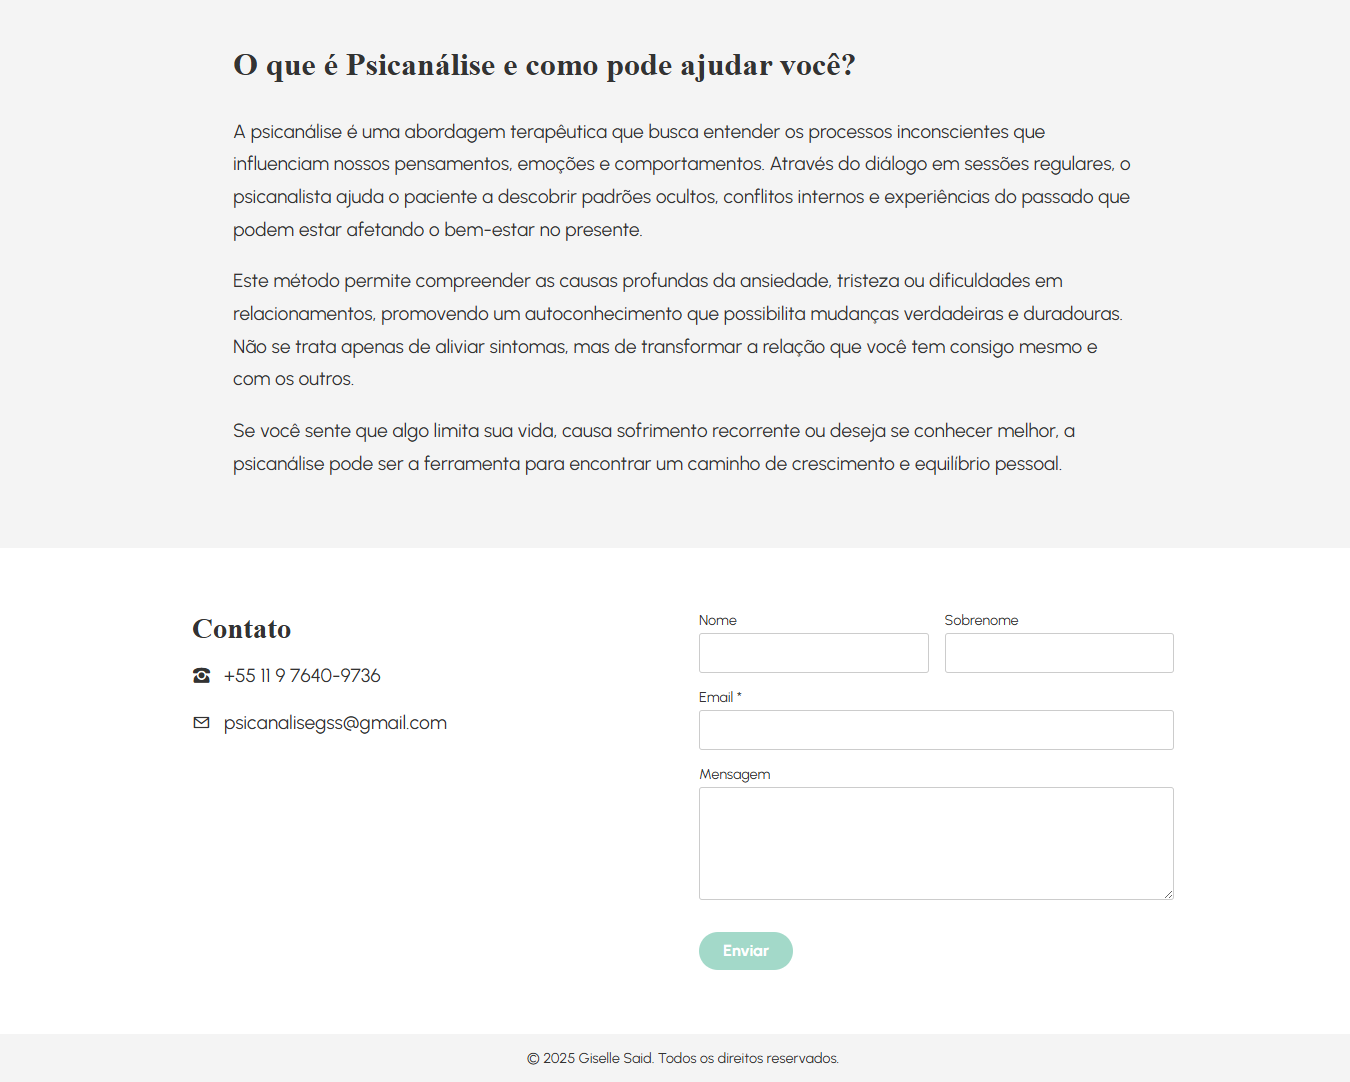 O que é Psicanálise e como pode ajudar você?
A psicanálise é uma abordagem terapêutica que busca entender os processos inconscientes que
influenciam nossos pensamentos, emoções e comportamentos. Através do diálogo em sessões regulares, o
psicanalista ajuda o paciente a descobrir padrões ocultos, conflitos internos e experiências do passado que
podem estar afetando o bem-estar no presente.
Este método permite compreender as causas profundas da ansiedade, tristeza ou dificuldades em
relacionamentos, promovendo um autoconhecimento que possibilita mudanças verdadeiras e duradouras.
Não se trata apenas de aliviar sintomas, mas de transformar a relação que você tem consigo mesmo e
com os outros.
Se você sente que algo limita sua vida, causa sofrimento recorrente ou deseja se conhecer melhor, a
psicanálise pode ser a ferramenta para encontrar um caminho de crescimento e equilíbrio pessoal.
Contato
+55 11 9 7640-9736
psicanalisegss@gmail.com
Nome
Sobrenome
Email *
Mensagem
Enviar
© 2025 Giselle Said. Todos os direitos reservados.